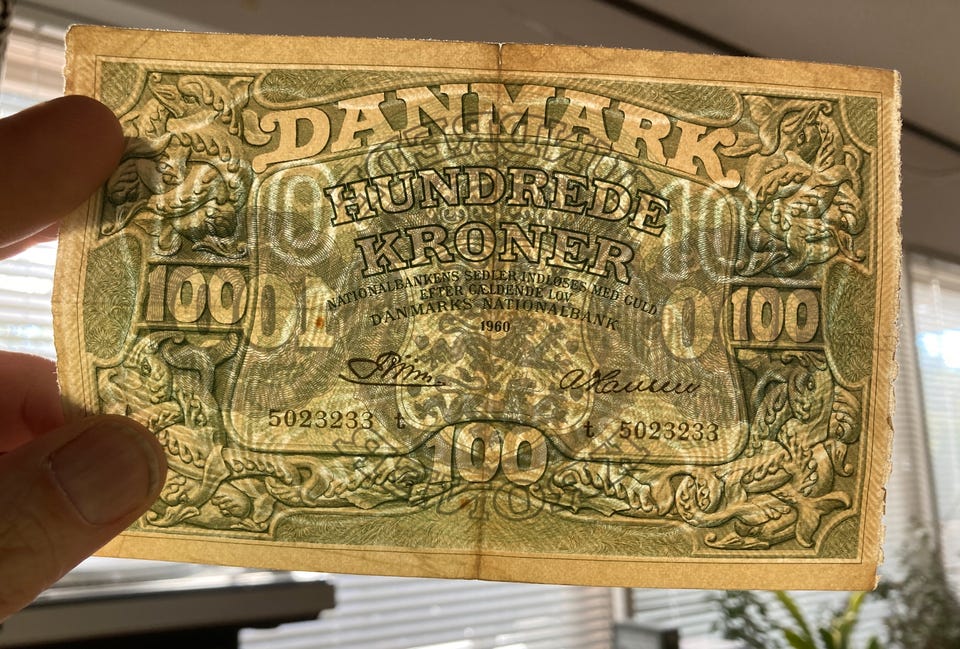 DANMARK
HUNDREDE
KRONER
NATIONALBANKENS SEDLER INDLØSES MED GULD
EFTER GÆLDENDE LOV
DANMARKS NATIONALBANK
1960
100
100
5023233 t
t 5023233
100